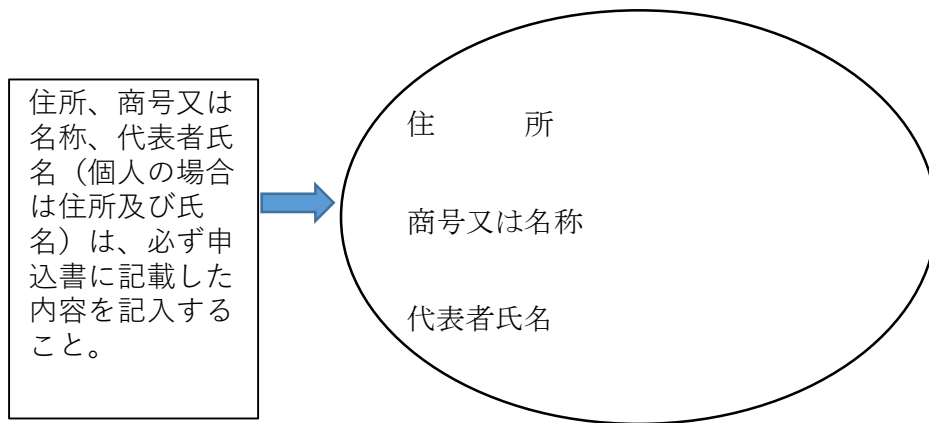 住所、商号又は
名称、代表者氏
名（個人の場合
は住所及び氏
名）は、必ず申
込書に記載した
内容を記入する
こと。
住　　　所
商号又は名称
代表者氏名